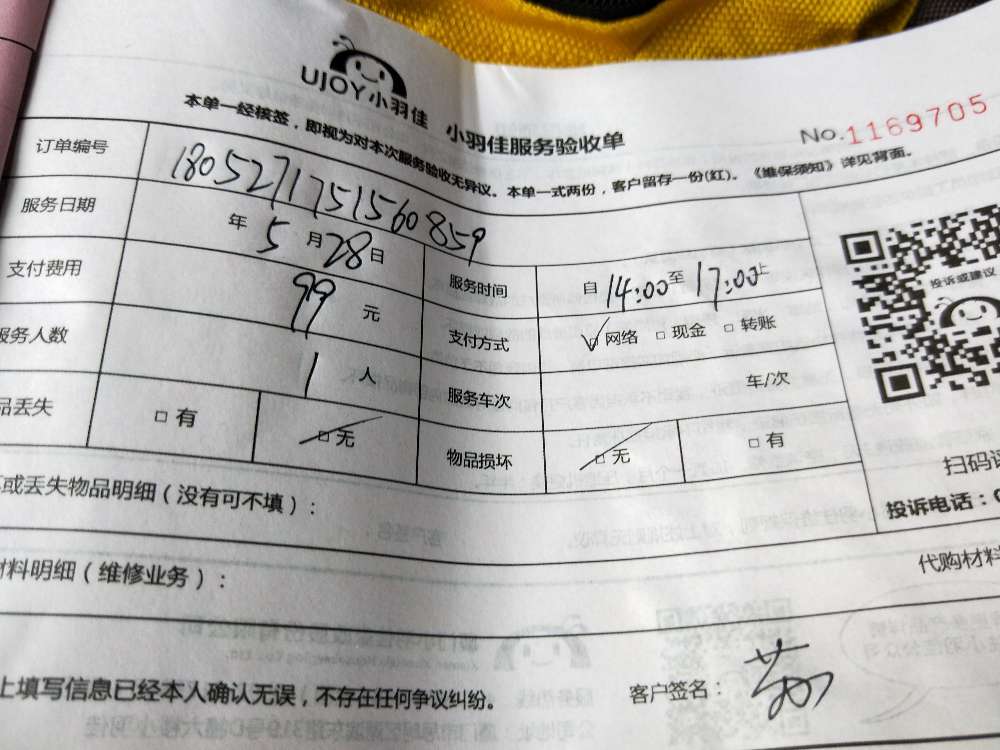 UJOY小羽佳 小羽佳服务验收单
No.1169705
本单一经核签，即视为对本次服务验收无异议。本单一式两份，客户留存一份(红)。《维保须知》详见背面。
订单编号 1805271751560859
服务日期 年 5 月 28 日 服务时间 自 14:00 至 17:00 止
支付费用 99 元 支付方式 网络 现金 转账
服务人数 1 人 服务车次 车/次
品丢失 有 无 物品损坏 无 有
投诉或建议
扫码
投诉电话：
或丢失物品明细（没有可不填）：
材料明细（维修业务）： 代购材料
上填写信息已经本人确认无误，不存在任何争议纠纷。 客户签名：